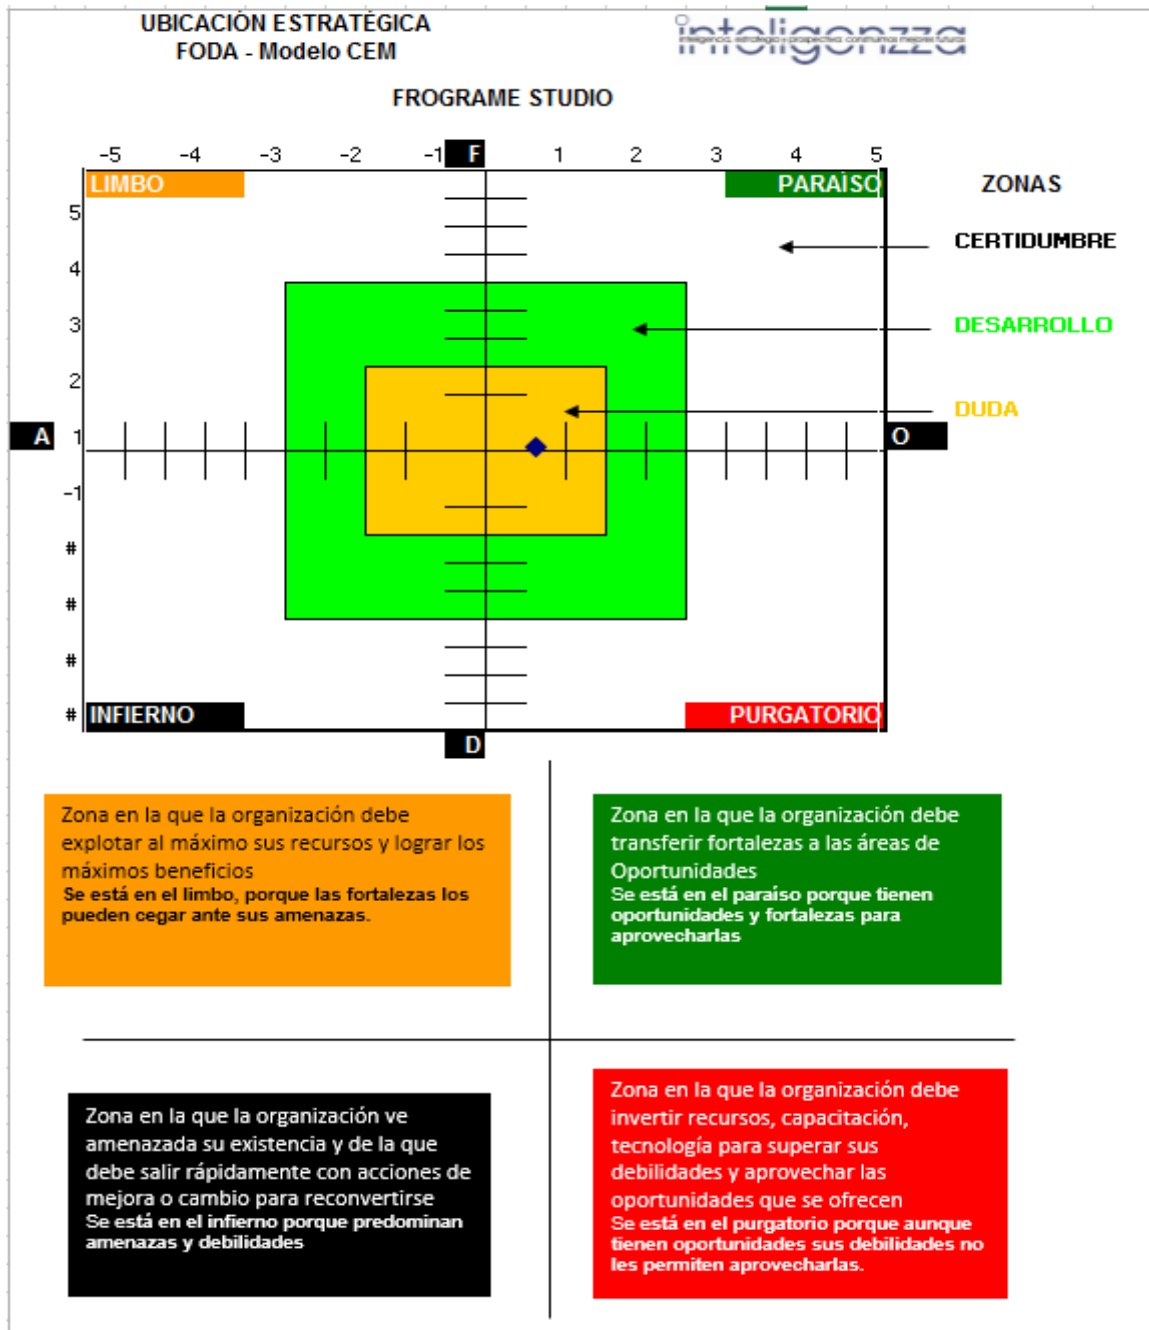 UBICACIÓN ESTRATÉGICA
FODA - Modelo CEM
inteligenzza
inteligencia, estrategia y prospectiva: construimos mejores futuros
FROGRAME STUDIO
-5 -4 -3 -2 -1 F 1 2 3 4 5
LIMBO
PARAÍSO
ZONAS
5
CERTIDUMBRE
4
3
DESARROLLO
2
DUDA
A 1
O
-1
#
#
#
#
INFIERNO
PURGATORIO
D
Zona en la que la organización debe
explotar al máximo sus recursos y lograr los
máximos beneficios
Se está en el limbo, porque las fortalezas los
pueden cegar ante sus amenazas.
Zona en la que la organización debe
transferir fortalezas a las áreas de
Oportunidades
Se está en el paraíso porque tienen
oportunidades y fortalezas para
aprovecharlas
Zona en la que la organización ve
amenazada su existencia y de la que
debe salir rápidamente con acciones de
mejora o cambio para reconvertirse
Se está en el infierno porque predominan
amenazas y debilidades
Zona en la que la organización debe
invertir recursos, capacitación,
tecnología para superar sus
debilidades y aprovechar las
oportunidades que se ofrecen
Se está en el purgatorio porque aunque
tienen oportunidades sus debilidades no
les permiten aprovecharlas.